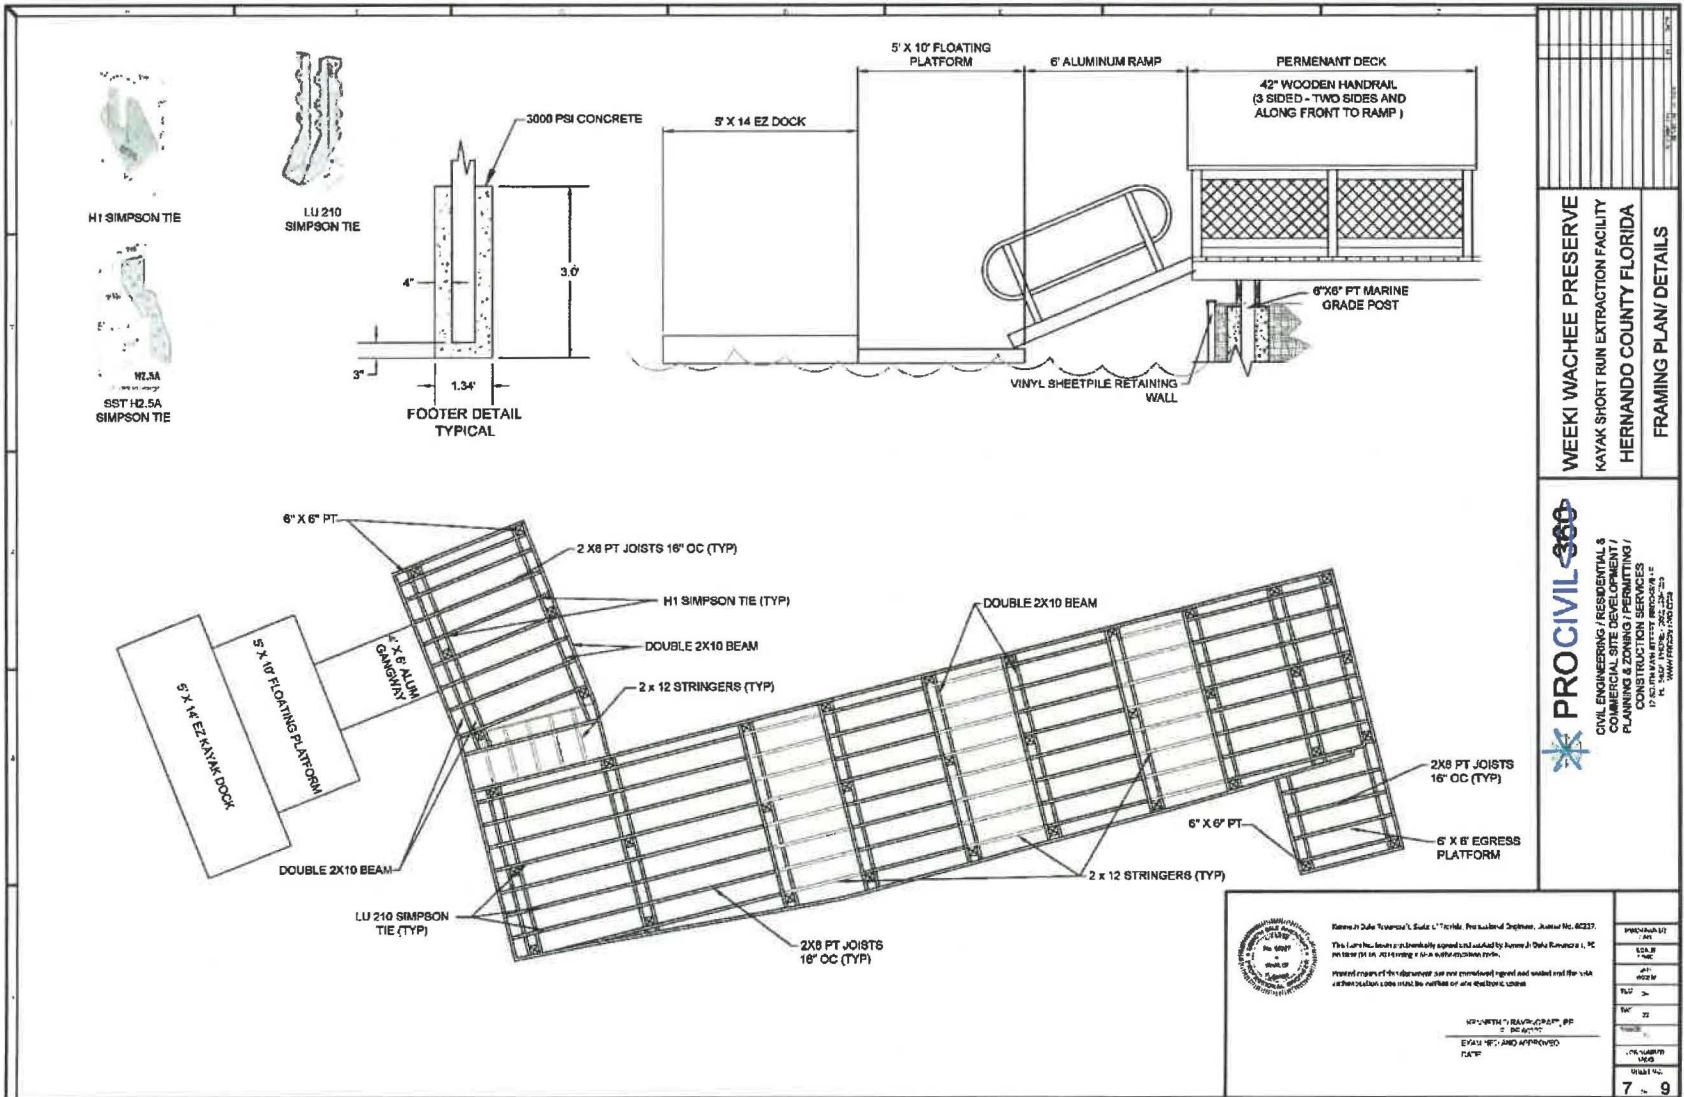 H1 SIMPSON TIE
LU 210
SIMPSON TIE
H2.5A
SST H2.5A
SIMPSON TIE
3000 PSI CONCRETE
4"
3.0'
3"
1.34'
FOOTER DETAIL
TYPICAL
5' X 14 EZ DOCK
5' X 10' FLOATING
PLATFORM
6' ALUMINUM RAMP
PERMENANT DECK
42" WOODEN HANDRAIL
(3 SIDED - TWO SIDES AND
ALONG FRONT TO RAMP )
6"X6" PT MARINE
GRADE POST
VINYL SHEETPILE RETAINING
WALL
6" X 6" PT
2 X8 PT JOISTS 16" OC (TYP)
H1 SIMPSON TIE (TYP)
DOUBLE 2X10 BEAM
2 x 12 STRINGERS (TYP)
4' X 6' ALUM
GANGWAY
5' X 10' FLOATING PLATFORM
5' X 14' EZ KAYAK DOCK
DOUBLE 2X10 BEAM
LU 210 SIMPSON
TIE (TYP)
2X8 PT JOISTS
16" OC (TYP)
DOUBLE 2X10 BEAM
2 x 12 STRINGERS (TYP)
6" X 6" PT
2X8 PT JOISTS
16" OC (TYP)
6' X 6' EGRESS
PLATFORM
WEEKI WACHEE PRESERVE
KAYAK SHORT RUN EXTRACTION FACILITY
HERNANDO COUNTY FLORIDA
FRAMING PLAN/ DETAILS
PROCIVIL 360
CIVIL ENGINEERING / RESIDENTIAL &
COMMERCIAL SITE DEVELOPMENT /
PLANNING & ZONING / PERMITTING /
CONSTRUCTION SERVICES
EXAMINED AND APPROVED
DATE
SHEET NO.
7 9